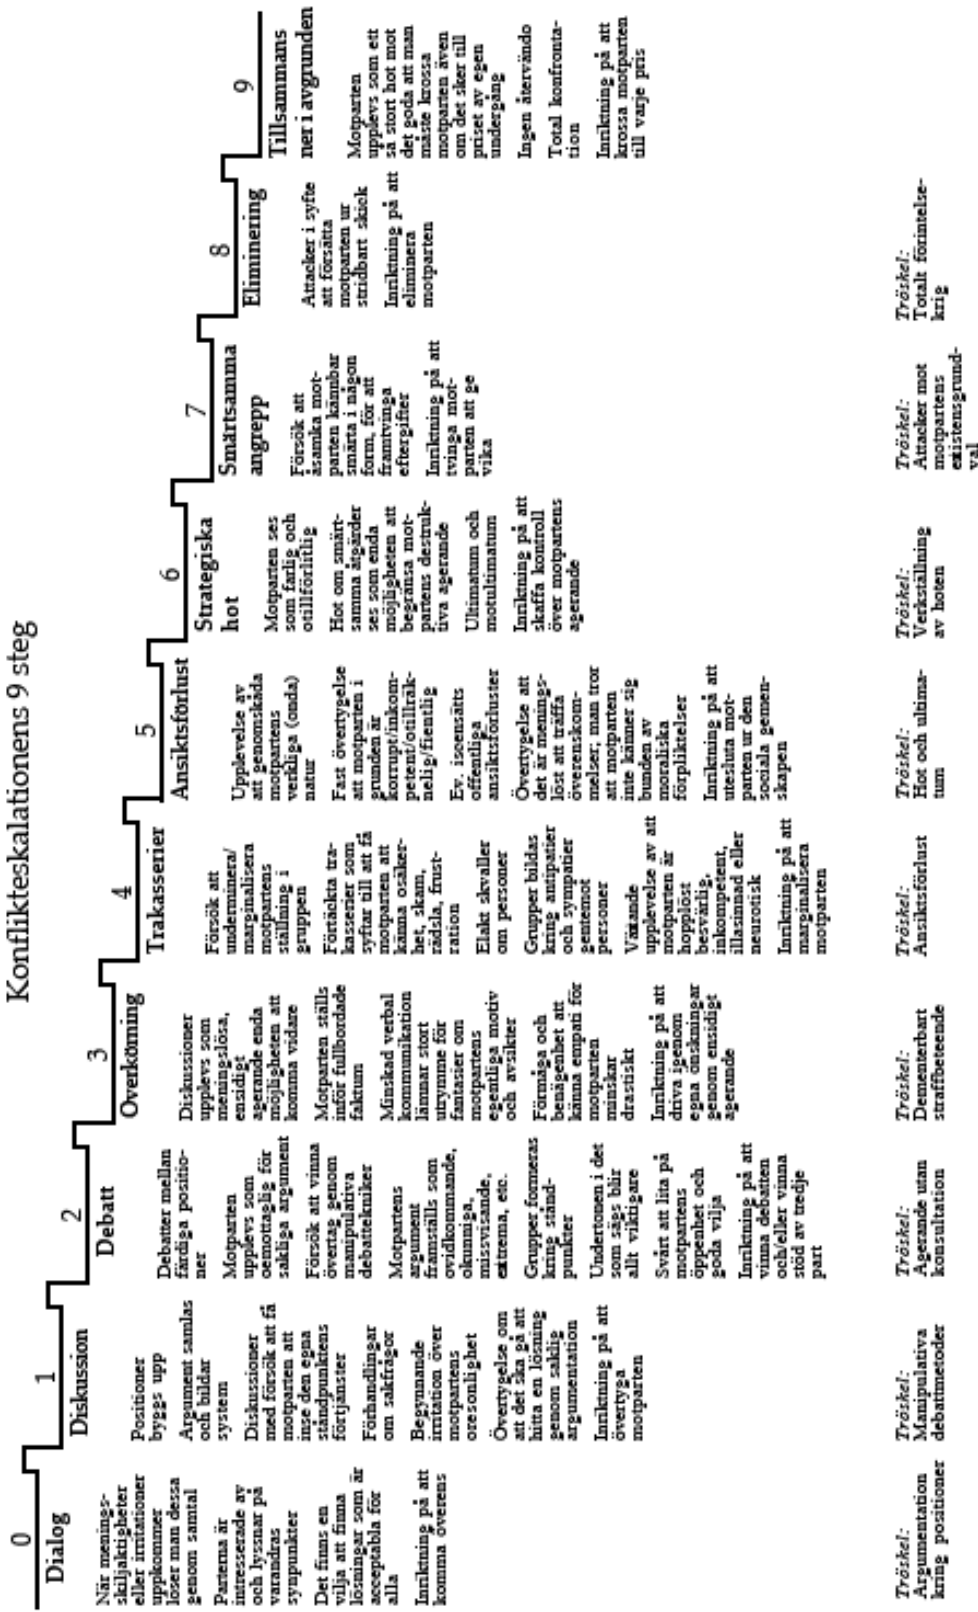 Konflikteskalationens 9 steg
0
Dialog
När menings-
skiljaktigheter
eller irritationer
uppkommer
löser man dessa
genom samtal
Parterna är
intresserade av
och lyssnar på
varandras
synpunkter
Det finns en
vilja att finna
lösningar som är
acceptabla för
alla
Inriktning på att
komma överens
Tröskel:
Argumentation
kring positioner
1
Diskussion
Positioner
byggs upp
Argument samlas
och bildar
system
Diskussioner
med försök att få
motparten att
inse den egna
ståndpunktens
förtjänster
Förhandlingar
om sakfrågor
Begynnande
irritation över
motpartens
oresonlighet
Övertygelse om
att det ska gå att
hitta en lösning
genom saklig
argumentation
Inriktning på att
övertyga
motparten
Tröskel:
Manipulativa
debattmetoder
2
Debatt
Debatter mellan
färdiga positio-
ner
Motparten
upplevs som
oemottaglig för
sakliga argument
Försök att vinna
övertag genom
manipulativa
debattekniker
Motpartens
argument
framställs som
ovidkommande,
okunniga,
missvisande,
extrema, etc.
Grupper formeras
kring stånd-
punkter
Undertonen i det
som sägs blir
allt viktigare
Svårt att lita på
motpartens
öppenhet och
goda vilja
Inriktning på att
vinna debatten
och/eller vinna
stöd av tredje
part
Tröskel:
Agerande utan
konsultation
3
Överkörning
Diskussioner
upplevs som
meningslösa,
ensidigt
agerande enda
möjligheten att
komma vidare
Motparten ställs
inför fullbordade
faktum
Minskad verbal
kommunikation
lämnar stort
utrymme för
fantasier om
motpartens
egentliga motiv
och avsikter
Förmåga och
benägenhet att
känna empati för
motparten
minskar
drastiskt
Inriktning på att
driva igenom
egna önskningar
genom ensidigt
agerande
Tröskel:
Dementerbart
straffbeteende
4
Trakasserier
Försök att
underminera/
marginalisera
motpartens
ställning i
gruppen
Förtäckta tra-
kasserier som
syftar till att få
motparten att
känna osäker-
het, skam,
rädsla, frust-
ration
Elakt skvaller
om personer
Grupper bildas
kring antipatier
och sympatier
gentemot
personer
Växande
upplevelse av att
motparten är
hopplöst
besvärlig,
inkompetent,
illasinnad eller
neurotisk
Inriktning på att
marginalisera
motparten
Tröskel:
Ansiktsförlust
5
Ansiktsförlust
Upplevelse av
att genomskåda
motpartens
verkliga (onda)
natur
Fast övertygelse
att motparten i
grunden är
korrupt/inkom-
petent/otillräk-
nelig/fientlig
Ev. iscensätts
offentliga
ansiktsförluster
Övertygelse att
det är menings-
löst att träffa
överenskom-
melser, man tror
att motparten
inte känner sig
bunden av
moraliska
förpliktelser
Inriktning på att
utesluta mot-
parten ur den
sociala gemen-
skapen
Tröskel:
Hot och ultima-
tum
6
Strategiska
hot
Motparten ses
som farlig och
otillförlitlig
Hot om smärt-
samma åtgärder
ses som enda
möjligheten att
begränsa mot-
partens destruk-
tiva agerande
Ultimatum och
motultimatum
Inriktning på att
skaffa kontroll
över motpartens
agerande
Tröskel:
Verkställning
av hoten
7
Smärtsamma
angrepp
Försök att
åsamka mot-
parten kännbar
smärta i någon
form, för att
framtvinga
eftergifter
Inriktning på att
tvinga mot-
parten att ge
vika
Tröskel:
Attacker mot
motpartens
existensgrund-
val
8
Eliminering
Attacker i syfte
att försätta
motparten ur
stridbart skick
Inriktning på att
eliminera
motparten
Tröskel:
Totalt förintelse-
krig
9
Tillsammans
ner i avgrunden
Motparten
upplevs som ett
så stort hot mot
det goda att man
måste krossa
motparten även
om det sker till
priset av egen
undergång
Ingen återvändo
Total konfronta-
tion
Inriktning på att
krossa motparten
till varje pris